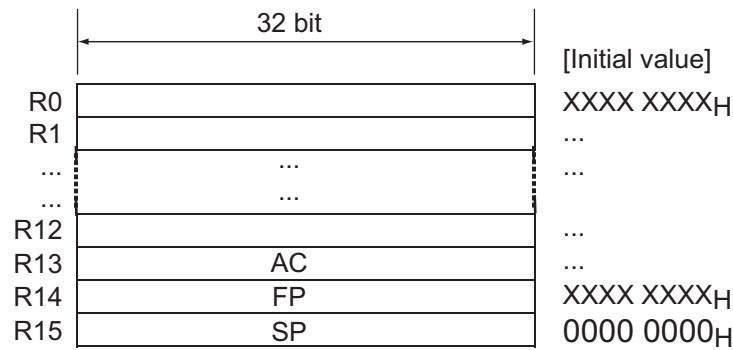 32 bit
[Initial value]
R0 XXXX XXXXH
R1 ...
... ... ...
... ...
R12 ...
R13 AC ...
R14 FP XXXX XXXXH
R15 SP 0000 0000H